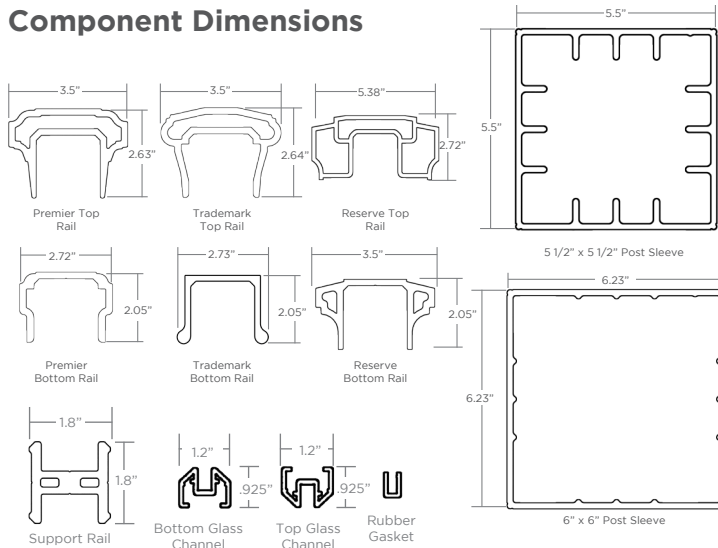 Component Dimensions
3.5”
2.63”
Premier Top
Rail
3.5”
2.64”
Trademark
Top Rail
5.38”
2.72”
Reserve Top
Rail
5.5”
5.5”
5 1/2” x 5 1/2” Post Sleeve
2.72”
2.05”
Premier
Bottom Rail
2.73”
2.05”
Trademark
Bottom Rail
3.5”
2.05”
Reserve
Bottom Rail
6.23”
6.23”
6” x 6” Post Sleeve
1.8”
1.8”
Support Rail
1.2”
.925”
Bottom Glass
Channel
1.2”
.925”
Top Glass
Channel
Rubber
Gasket